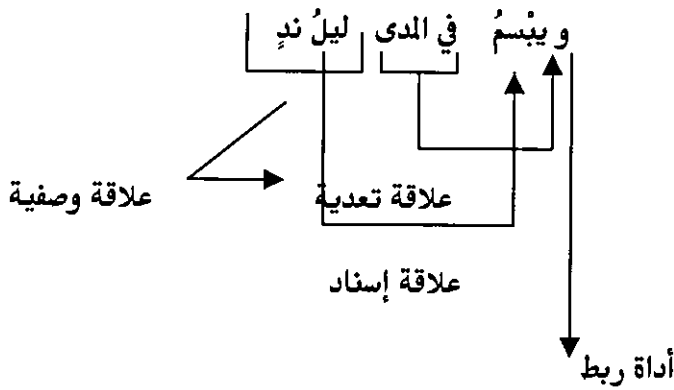 و يبْسمُ في المدى ليلُ ندٍ
علاقة تعدية علاقة وصفية
علاقة إسناد
أداة ربط